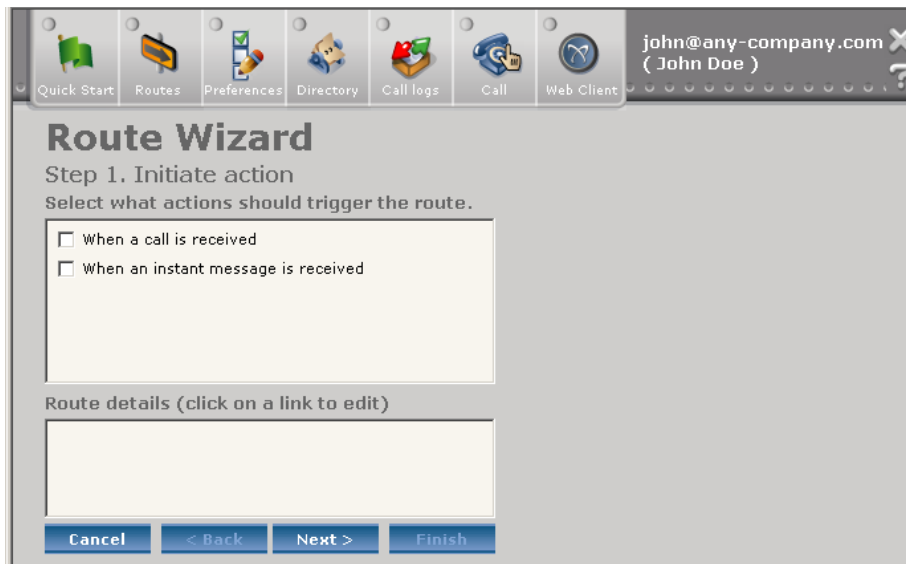 Quick Start Routes Preferences Directory Call logs Call Web Client
john@any-company.com
( John Doe )
Route Wizard
Step 1. Initiate action
Select what actions should trigger the route.
When a call is received
When an instant message is received
Route details (click on a link to edit)
Cancel < Back Next > Finish